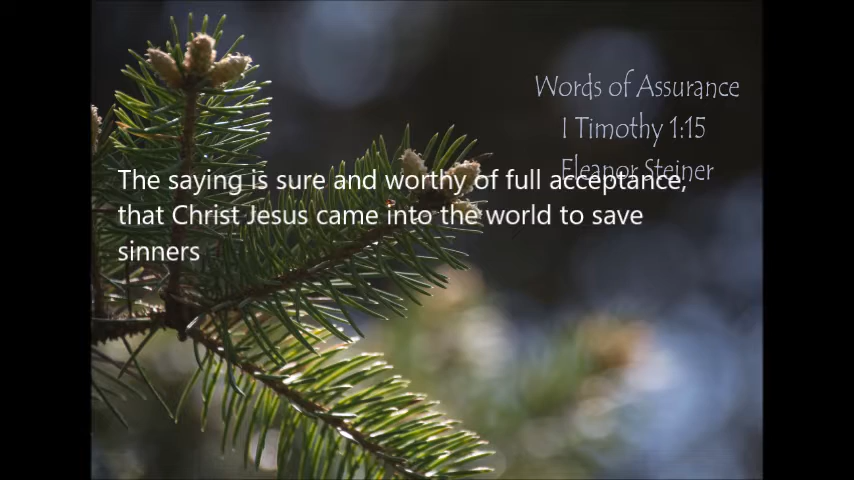 Words of Assurance
I Timothy 1:15
Eleanor Steiner
The saying is sure and worthy of full acceptance,
that Christ Jesus came into the world to save
sinners